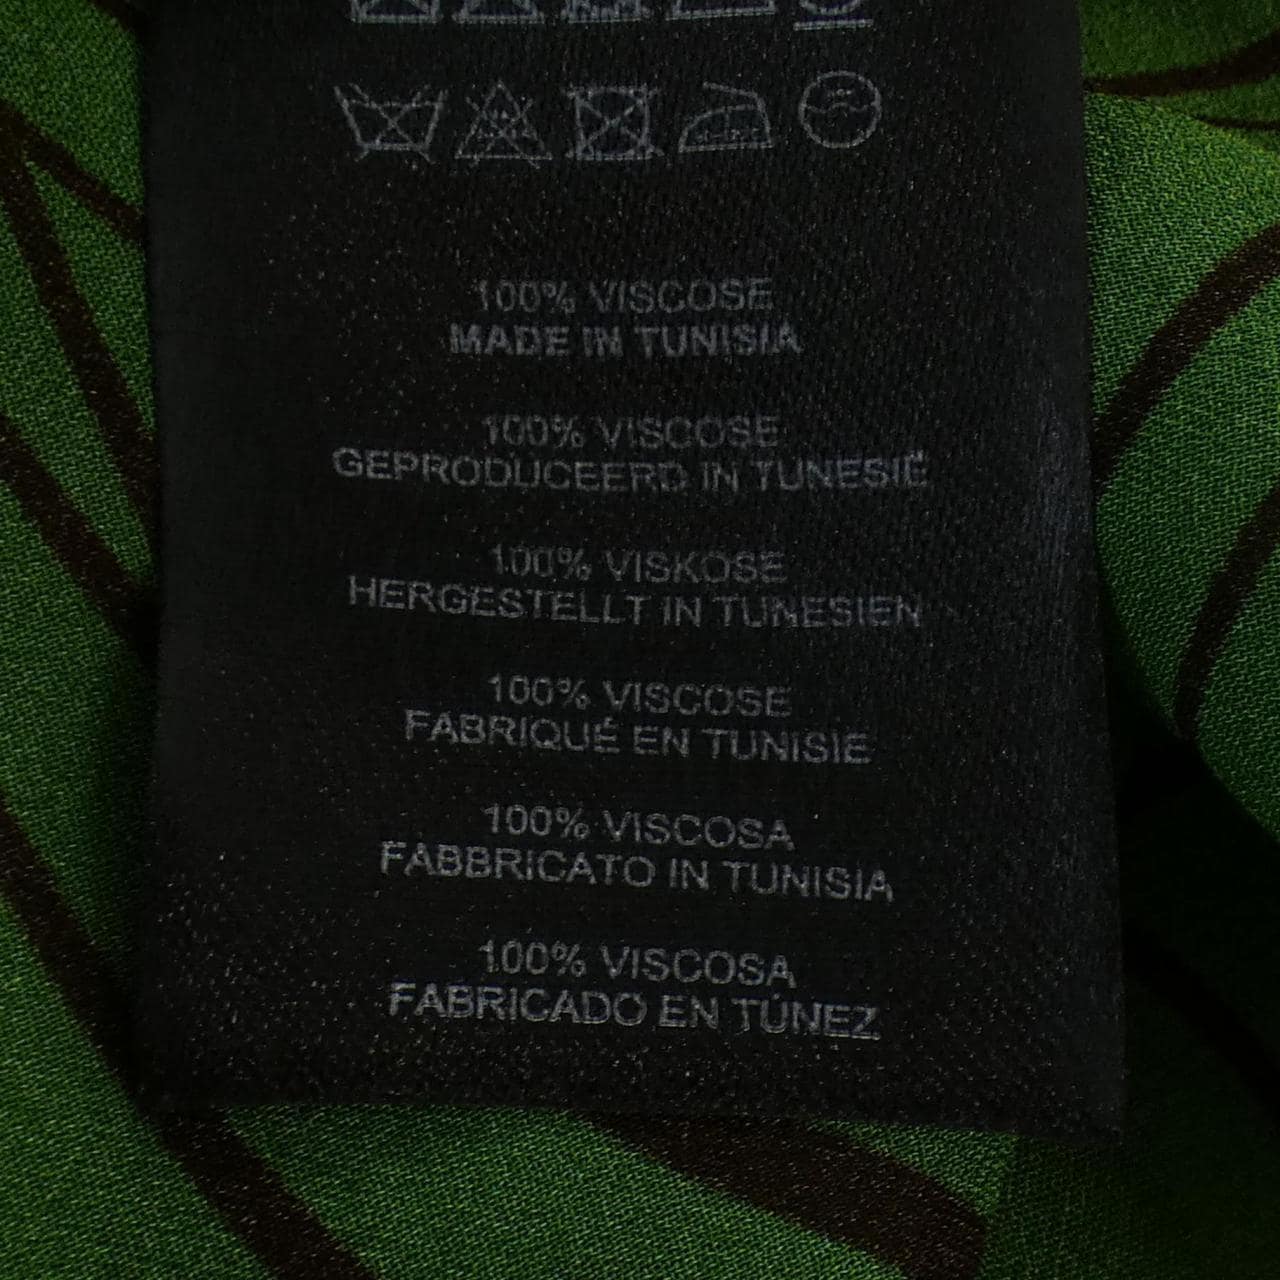 100% VISCOSE
MADE IN TUNISIA
100% VISCOSE
GEPRODUCEERD IN TUNESIË
100% VISKOSE
HERGESTELLT IN TUNESIEN
100% VISCOSE
FABRIQUÉ EN TUNISIE
100% VISCOSA
FABBRICATO IN TUNISIA
100% VISCOSA
FABRICADO EN TÚNEZ